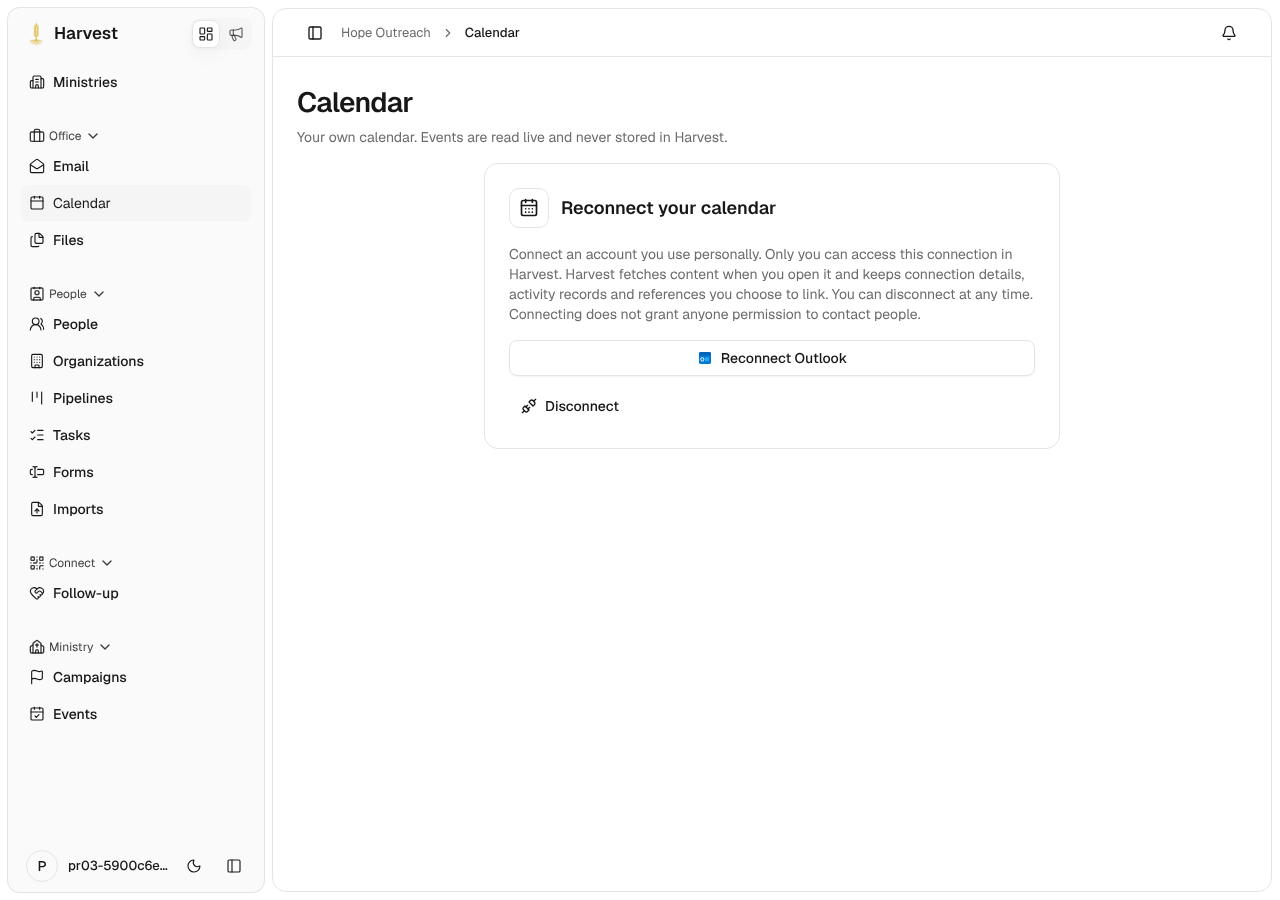 Harvest
Ministries
Office
Email
Calendar
Files
People
People
Organizations
Pipelines
Tasks
Forms
Imports
Connect
Follow-up
Ministry
Campaigns
Events
P
pr03-5900c6e...
Hope Outreach > Calendar
Calendar
Your own calendar. Events are read live and never stored in Harvest.
Reconnect your calendar
Connect an account you use personally. Only you can access this connection in
Harvest. Harvest fetches content when you open it and keeps connection details,
activity records and references you choose to link. You can disconnect at any time.
Connecting does not grant anyone permission to contact people.
Reconnect Outlook
Disconnect